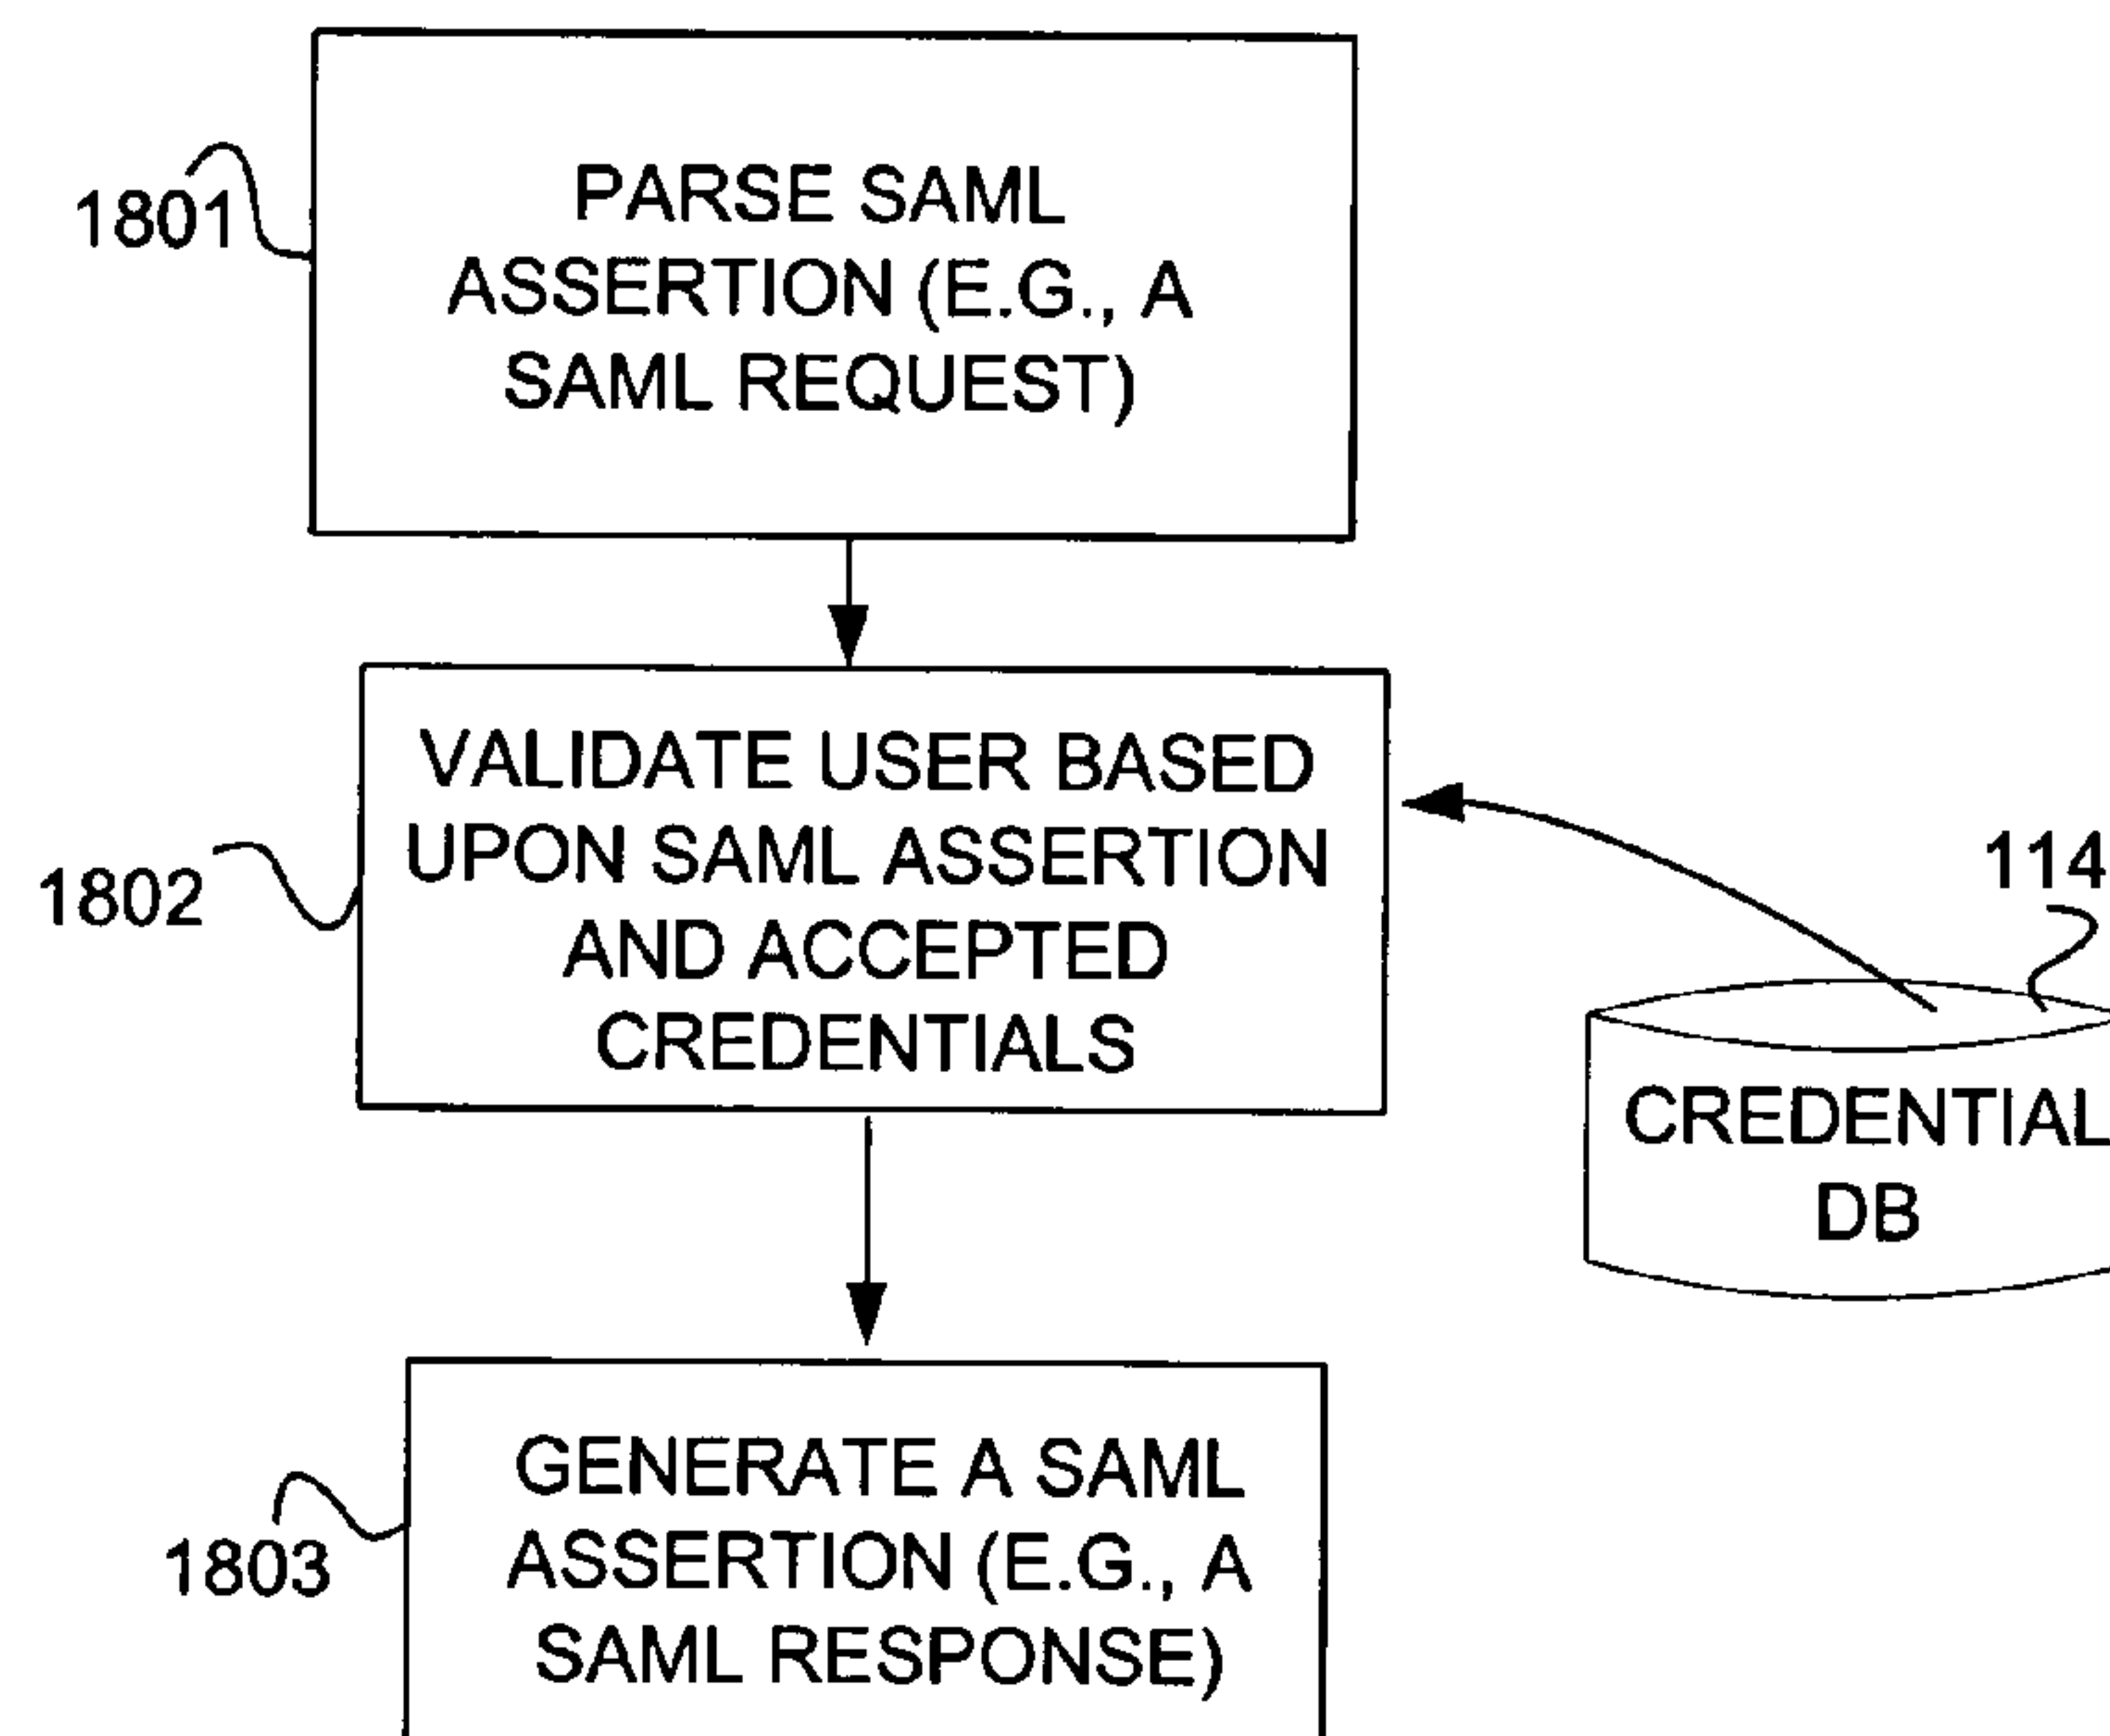 1801
PARSE SAML
ASSERTION (E.G., A
SAML REQUEST)
1802
VALIDATE USER BASED
UPON SAML ASSERTION
AND ACCEPTED
CREDENTIALS
114
CREDENTIAL
DB
1803
GENERATE A SAML
ASSERTION (E.G., A
SAML RESPONSE)